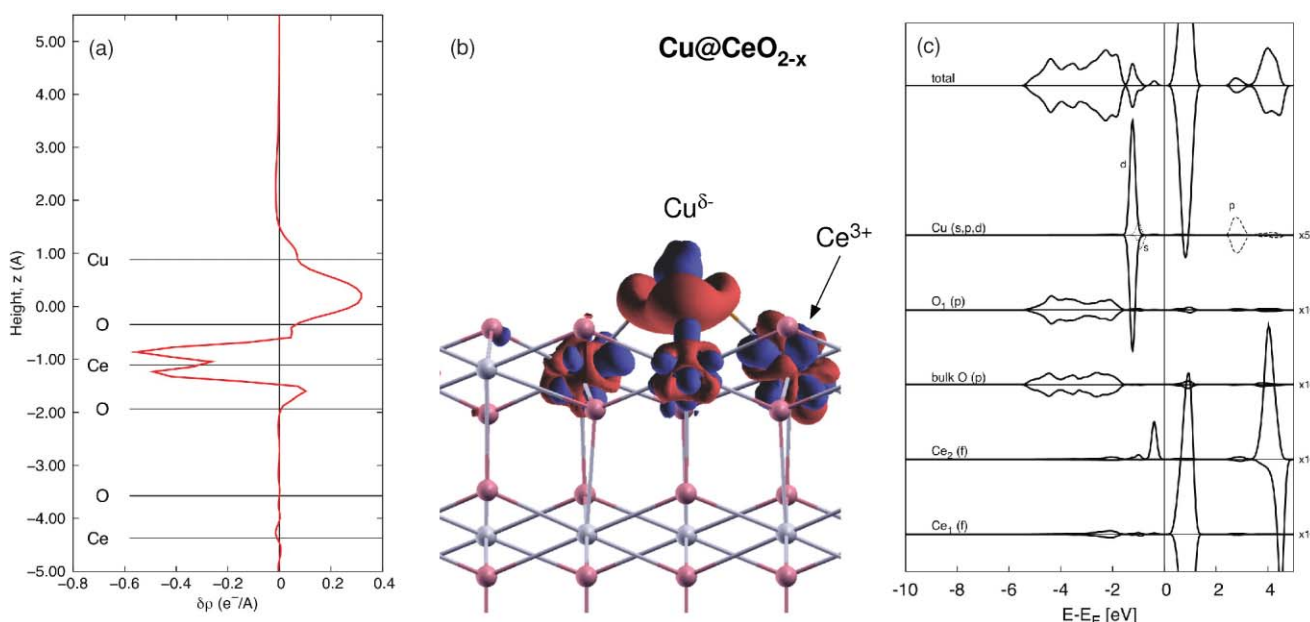 (a)
5.00
4.00
3.00
2.00
1.00
0.00
−1.00
−2.00
−3.00
−4.00
−5.00
Height, z (A)
Cu
O
Ce
O
O
Ce
−0.8 −0.6 −0.4 −0.2 0 0.2 0.4
δρ (e⁻/A)
(b)
Cu@CeO₂₋ₓ
Cu^δ-
Ce³⁺
(c)
total
d
p
Cu (s,p,d)
x5
s
O₁ (p)
x1
bulk O (p)
x1
Ce₂ (f)
x1
Ce₁ (f)
x1
-10 -8 -6 -4 -2 0 2 4
E-E_F [eV]